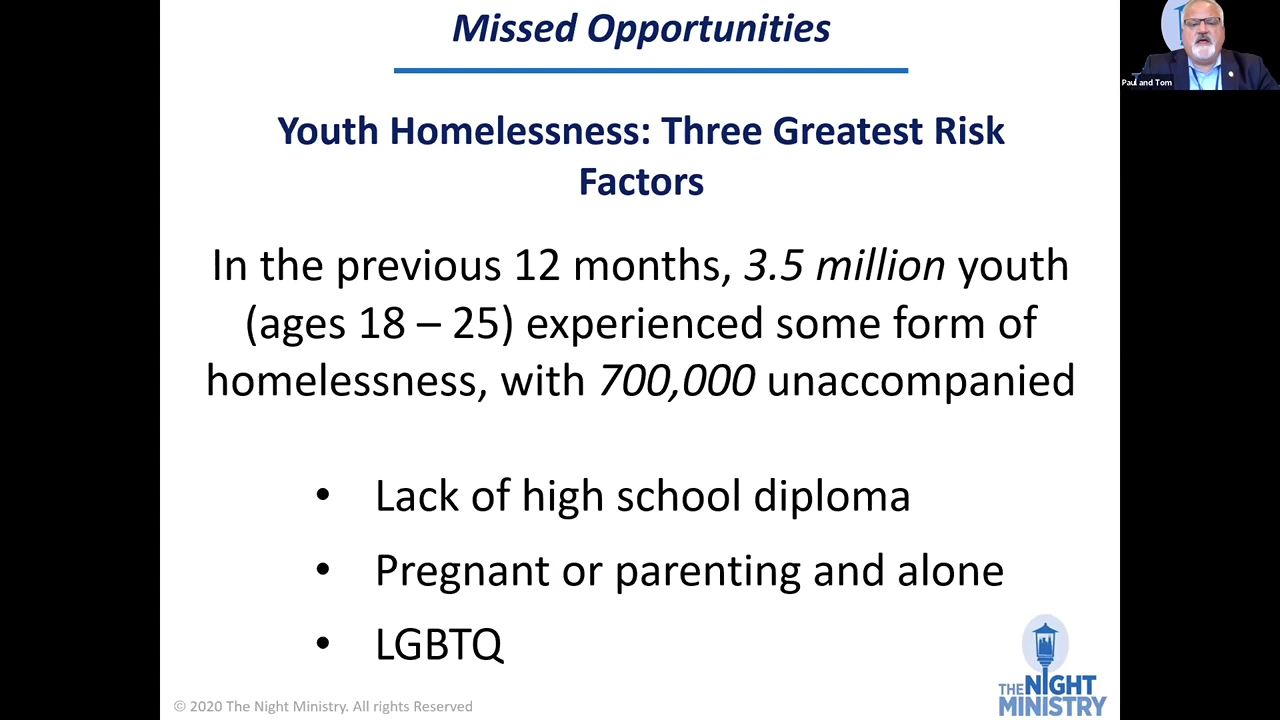 Missed Opportunities
Paul and Tom
Youth Homelessness: Three Greatest Risk
Factors
In the previous 12 months, 3.5 million youth
(ages 18 – 25) experienced some form of
homelessness, with 700,000 unaccompanied
• Lack of high school diploma
• Pregnant or parenting and alone
• LGBTQ
THE NIGHT
MINISTRY
© 2020 The Night Ministry. All rights Reserved